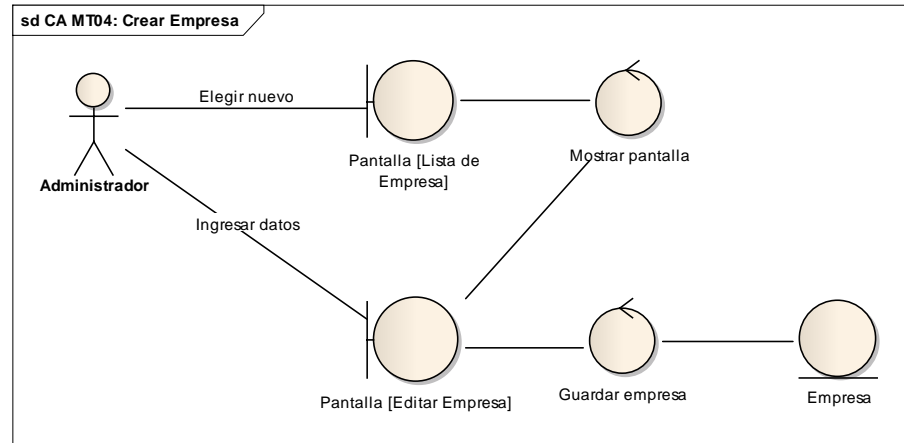 sd CA MT04: Crear Empresa
Elegir nuevo
Pantalla [Lista de
Empresa]
Mostrar pantalla
Administrador
Ingresar datos
Pantalla [Editar Empresa]
Guardar empresa
Empresa